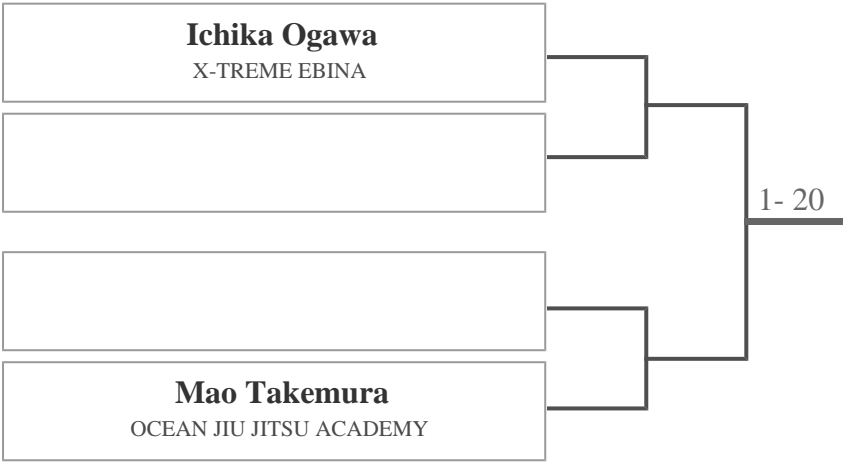 Ichika Ogawa
X-TREME EBINA
1- 20
Mao Takemura
OCEAN JIU JITSU ACADEMY